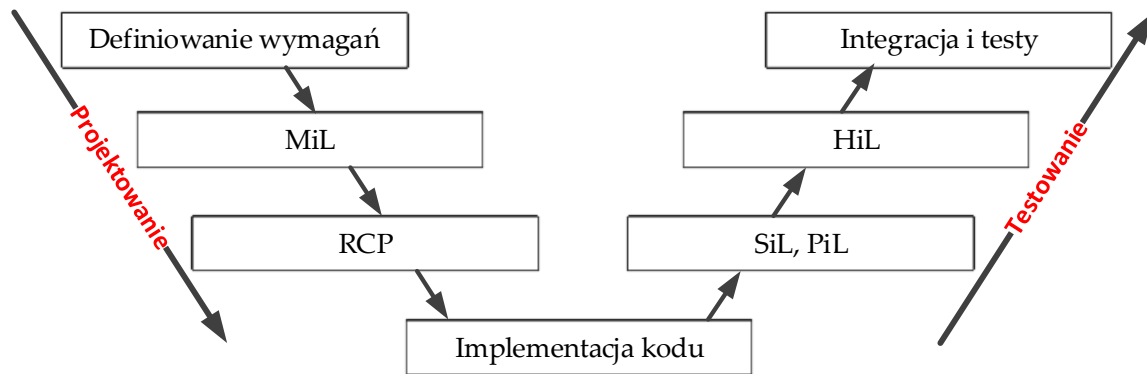 Definiowanie wymagań
Integracja i testy
Projektowanie
MiL
HiL
Testowanie
RCP
SiL, PiL
Implementacja kodu